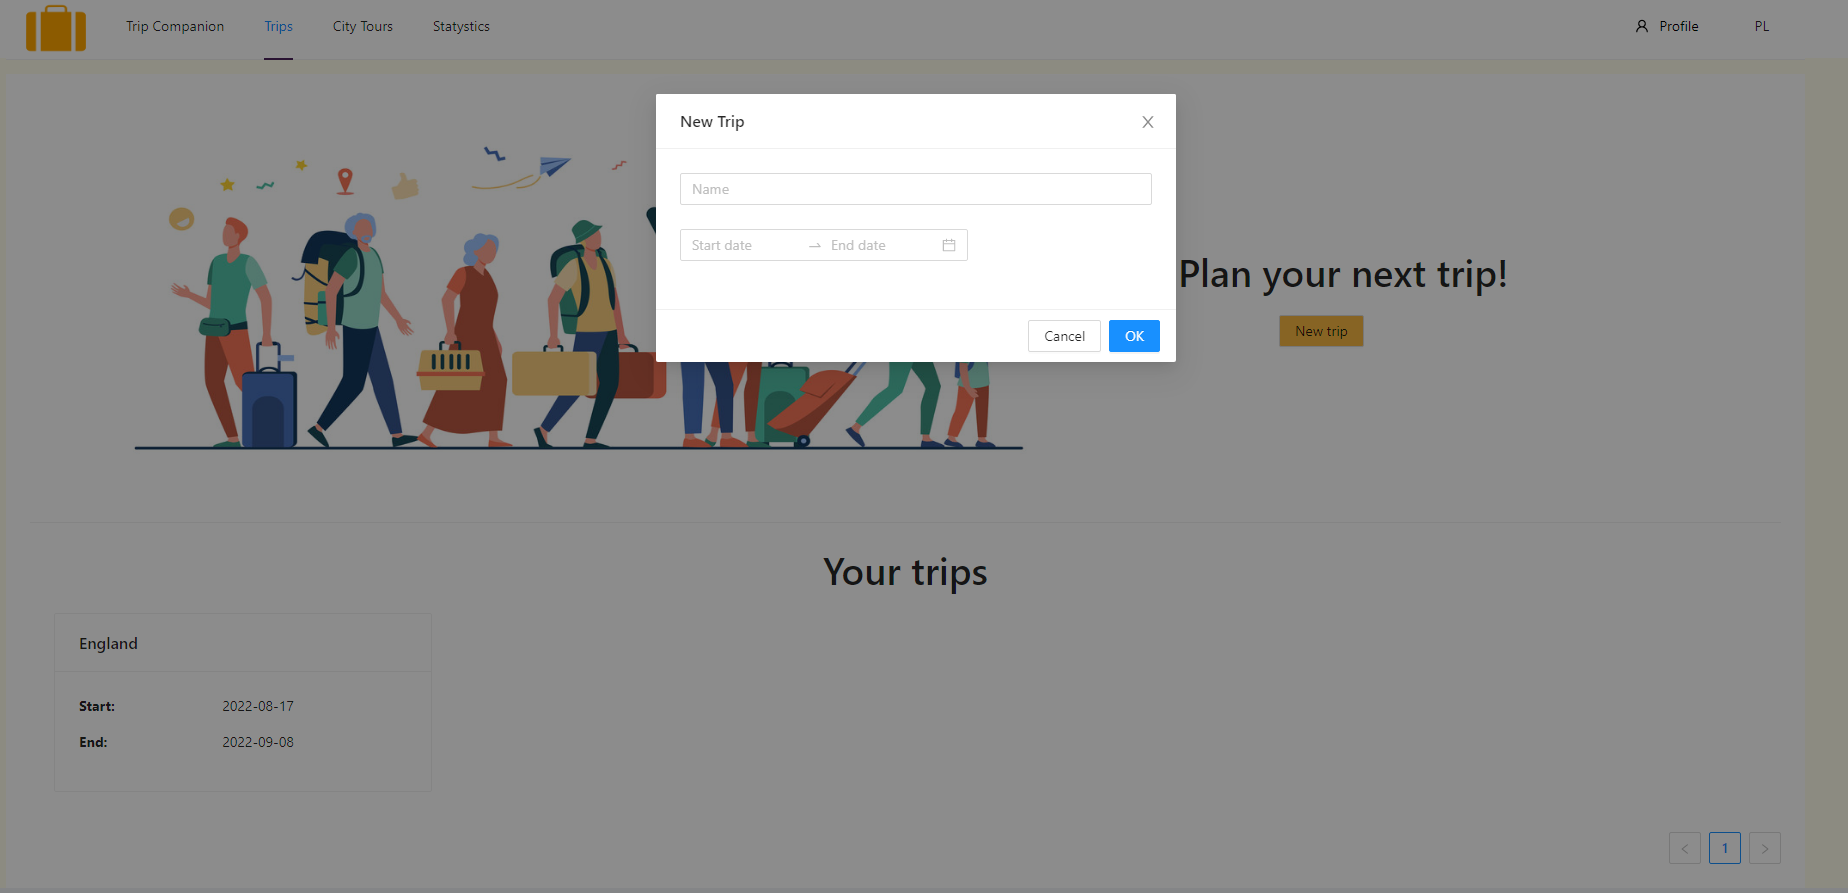 Trip Companion Trips City Tours Statystics Profile PL
New Trip
Name
Start date End date
Cancel OK
Plan your next trip!
New trip
Your trips
England
Start: 2022-08-17
End: 2022-09-08
< 1 >